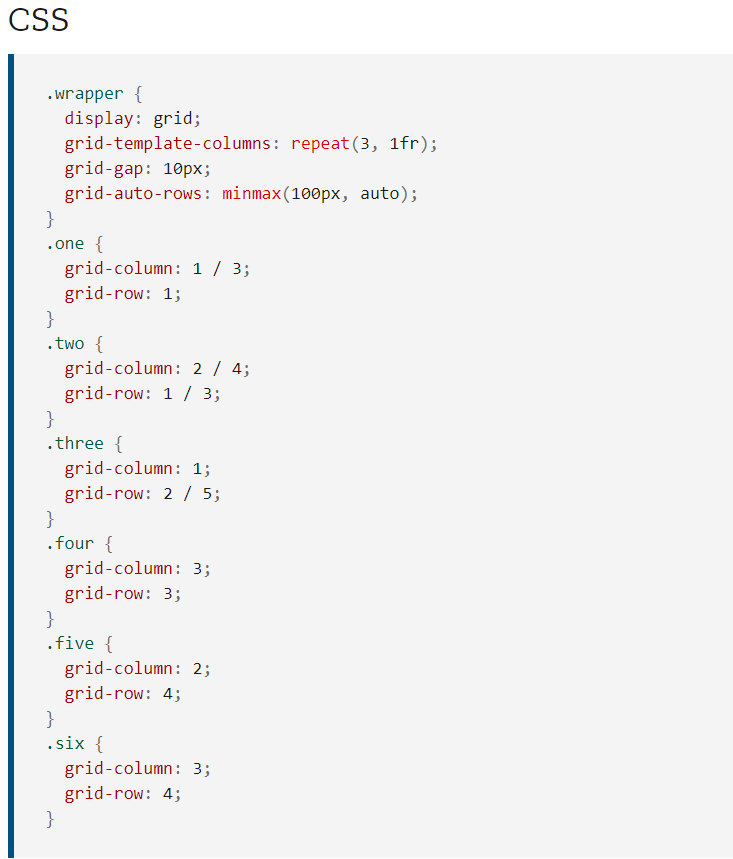 CSS
.wrapper {
  display: grid;
  grid-template-columns: repeat(3, 1fr);
  grid-gap: 10px;
  grid-auto-rows: minmax(100px, auto);
}
.one {
  grid-column: 1 / 3;
  grid-row: 1;
}
.two {
  grid-column: 2 / 4;
  grid-row: 1 / 3;
}
.three {
  grid-column: 1;
  grid-row: 2 / 5;
}
.four {
  grid-column: 3;
  grid-row: 3;
}
.five {
  grid-column: 2;
  grid-row: 4;
}
.six {
  grid-column: 3;
  grid-row: 4;
}